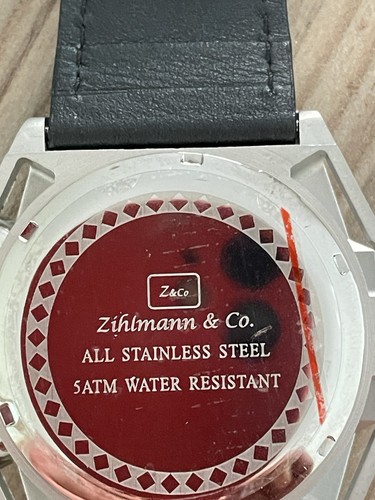 Z&Co
Zihlmann & Co.
ALL STAINLESS STEEL
5ATM WATER RESISTANT